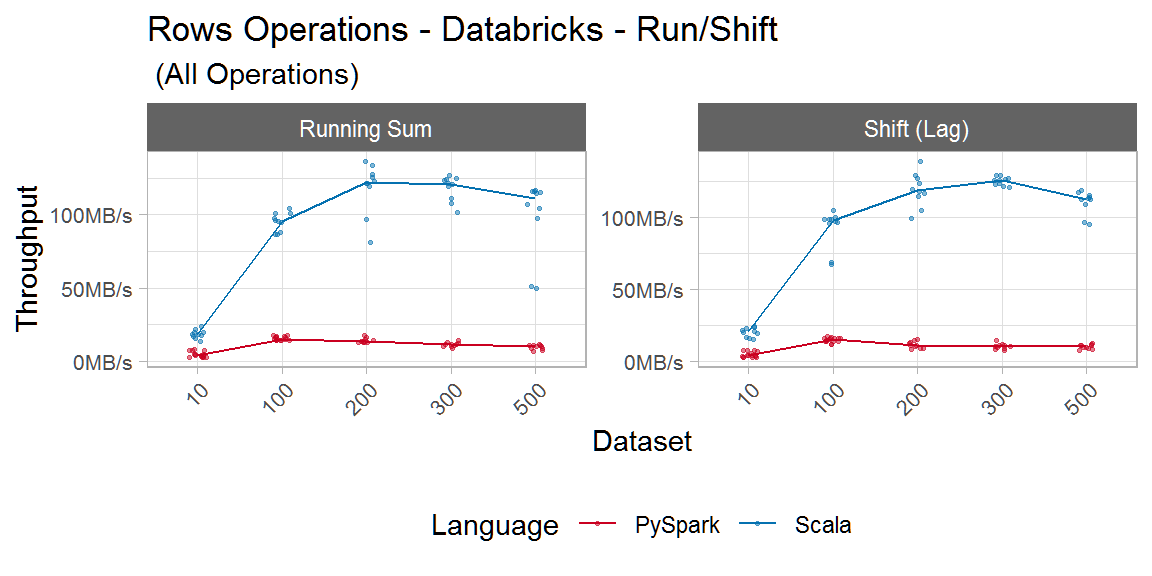 Rows Operations - Databricks - Run/Shift
(All Operations)
Running Sum
Shift (Lag)
Throughput
100MB/s
50MB/s
0MB/s
100MB/s
50MB/s
0MB/s
10 100 200 300 500
10 100 200 300 500
Dataset
Language PySpark Scala